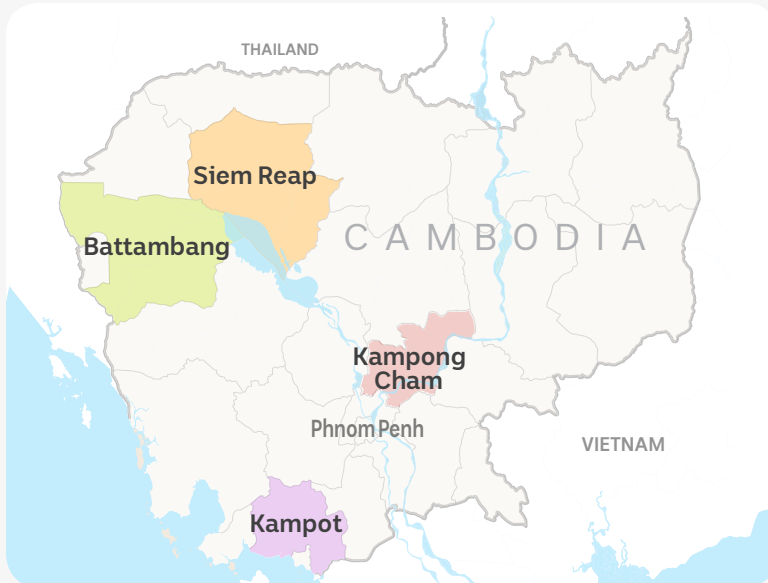 THAILAND
Siem Reap
Battambang
CAMBODIA
Kampong
Cham
Phnom Penh
VIETNAM
Kampot